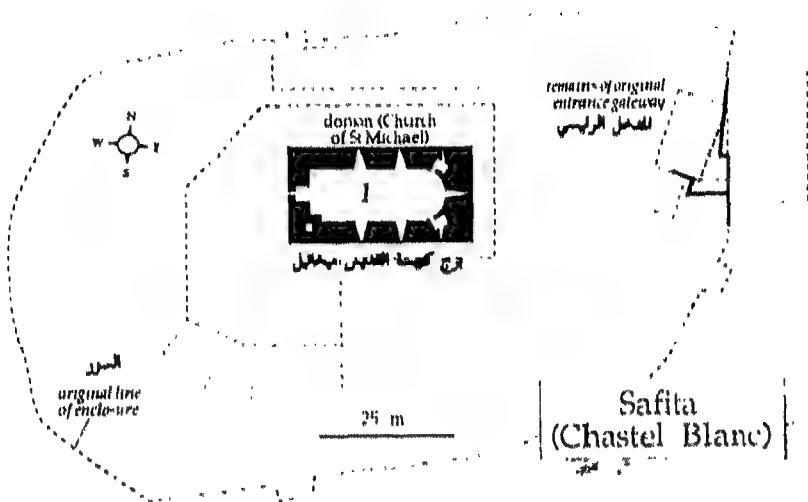 remains of original
entrance gateway
المدخل الرئيسي
N
W
S
donjon (Church
of St Michael)
1
برج كنيسة القديس ميخائيل
السور
original line
of enclosure
25 m
Safita
(Chastel Blanc)